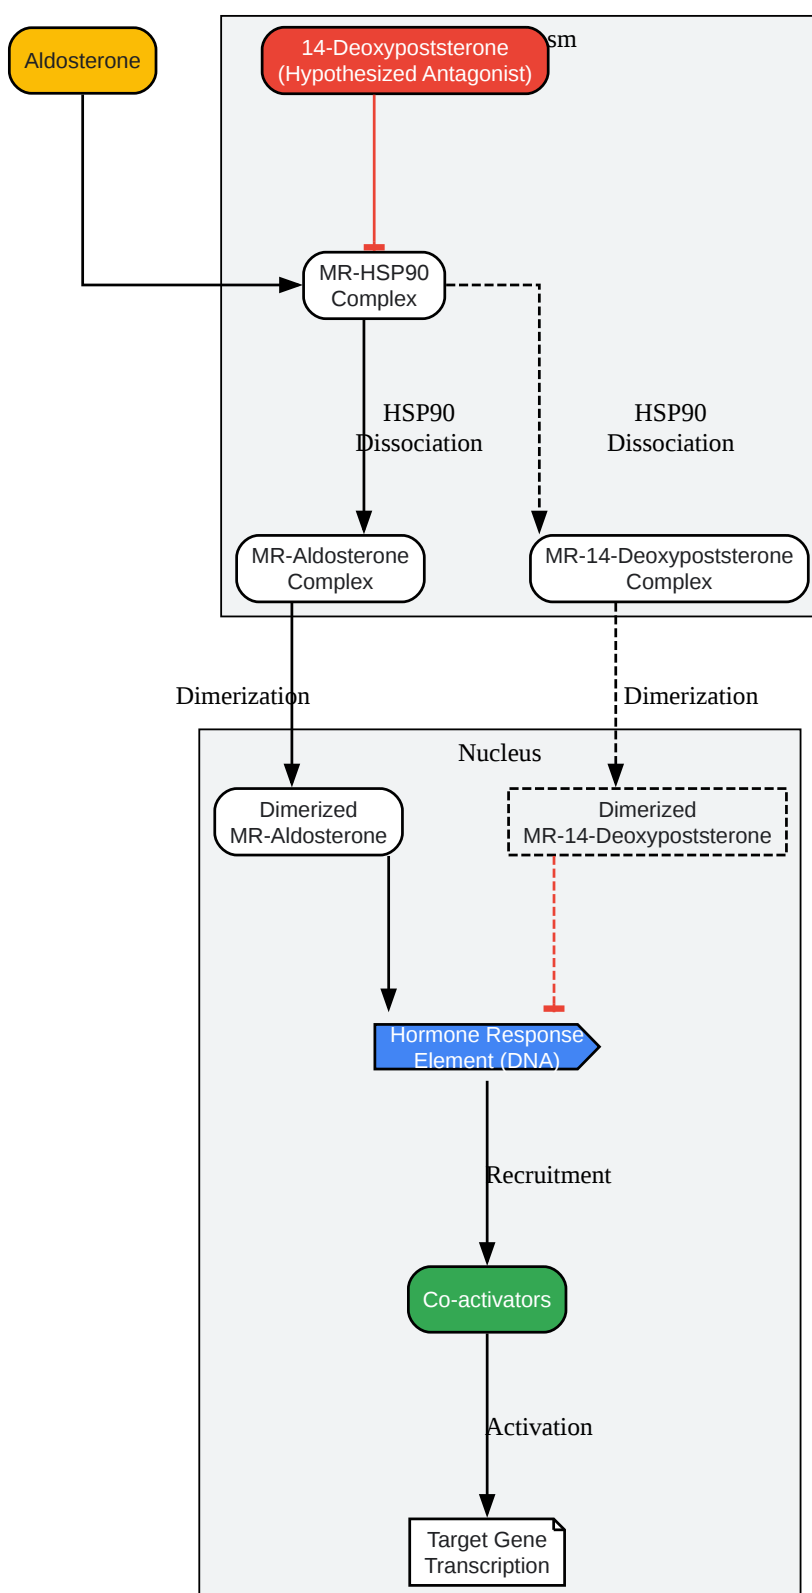 Aldosterone
14-Deoxypoststerone
(Hypothesized Antagonist)
MR-HSP90
Complex
HSP90
Dissociation
HSP90
Dissociation
MR-Aldosterone
Complex
MR-14-Deoxypoststerone
Complex
Dimerization
Dimerization
Nucleus
Dimerized
MR-Aldosterone
Dimerized
MR-14-Deoxypoststerone
Hormone Response
Element (DNA)
Recruitment
Co-activators
Activation
Target Gene
Transcription